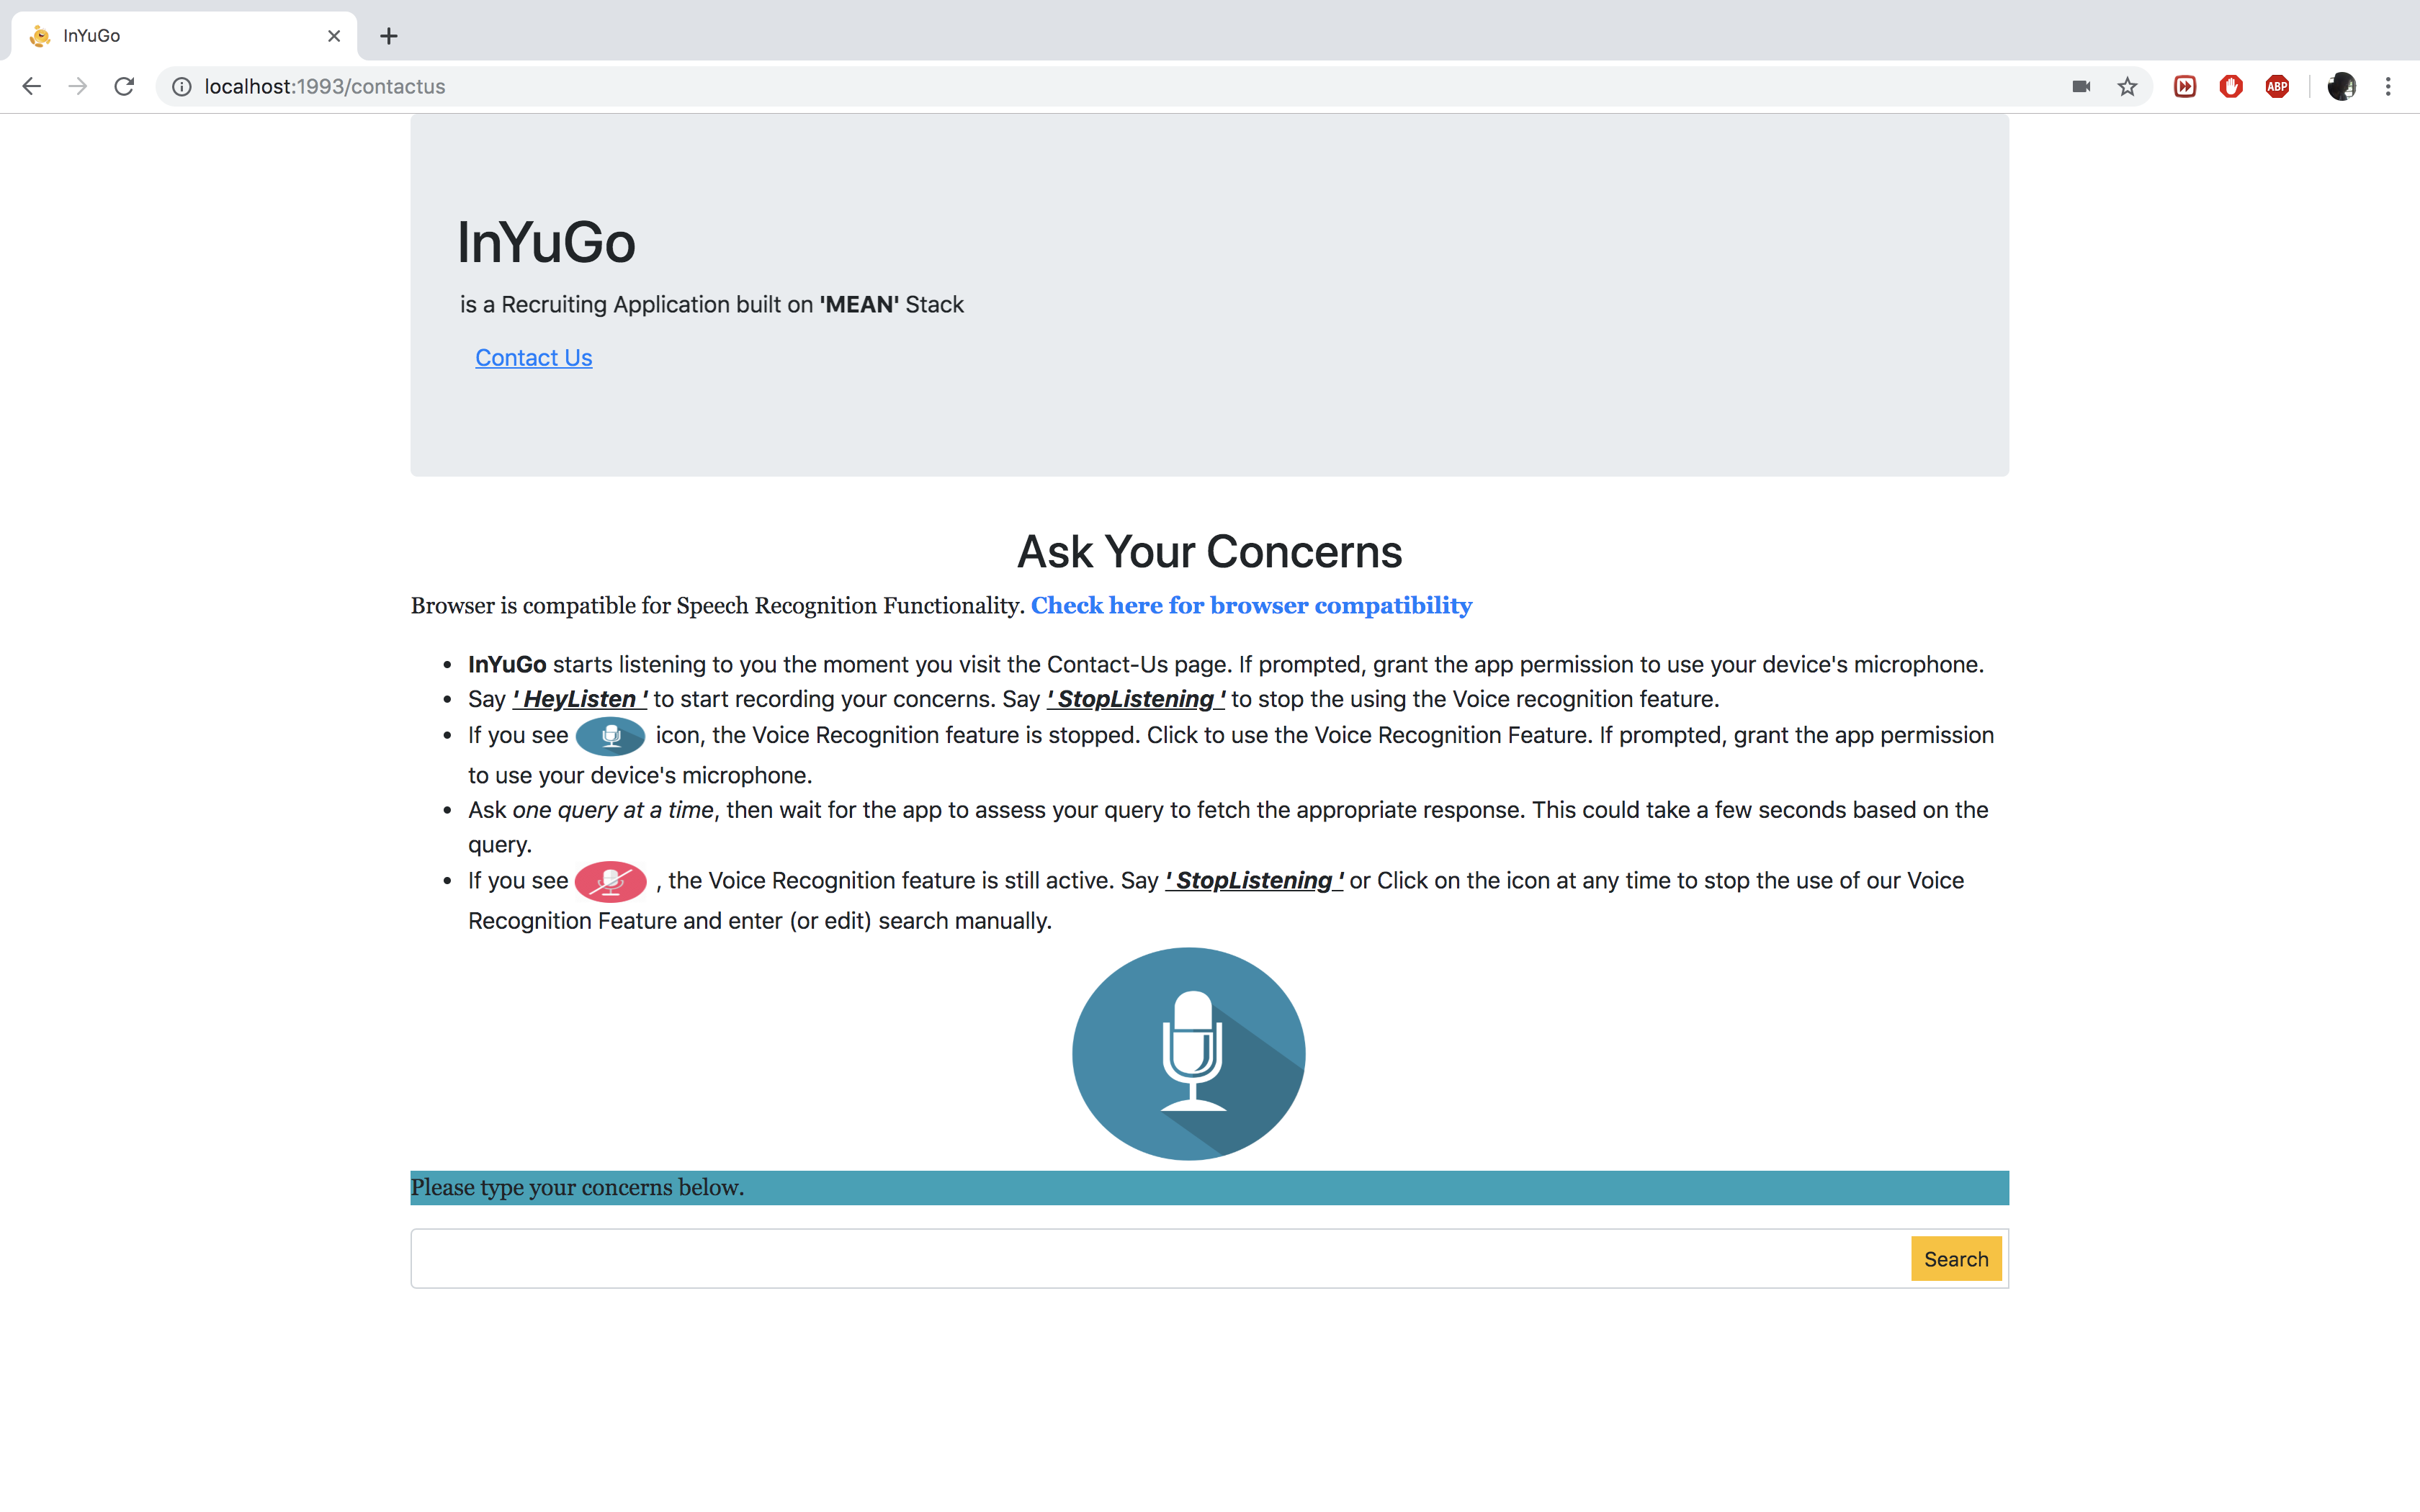 InYuGo
localhost:1993/contactus
ABP
InYuGo
is a Recruiting Application built on 'MEAN' Stack
Contact Us
Ask Your Concerns
Browser is compatible for Speech Recognition Functionality. Check here for browser compatibility
• InYuGo starts listening to you the moment you visit the Contact-Us page. If prompted, grant the app permission to use your device's microphone.
• Say ' HeyListen ' to start recording your concerns. Say ' StopListening ' to stop the using the Voice recognition feature.
• If you see icon, the Voice Recognition feature is stopped. Click to use the Voice Recognition Feature. If prompted, grant the app permission
to use your device's microphone.
• Ask one query at a time, then wait for the app to assess your query to fetch the appropriate response. This could take a few seconds based on the
query.
• If you see , the Voice Recognition feature is still active. Say ' StopListening ' or Click on the icon at any time to stop the use of our Voice
Recognition Feature and enter (or edit) search manually.
Please type your concerns below.
Search